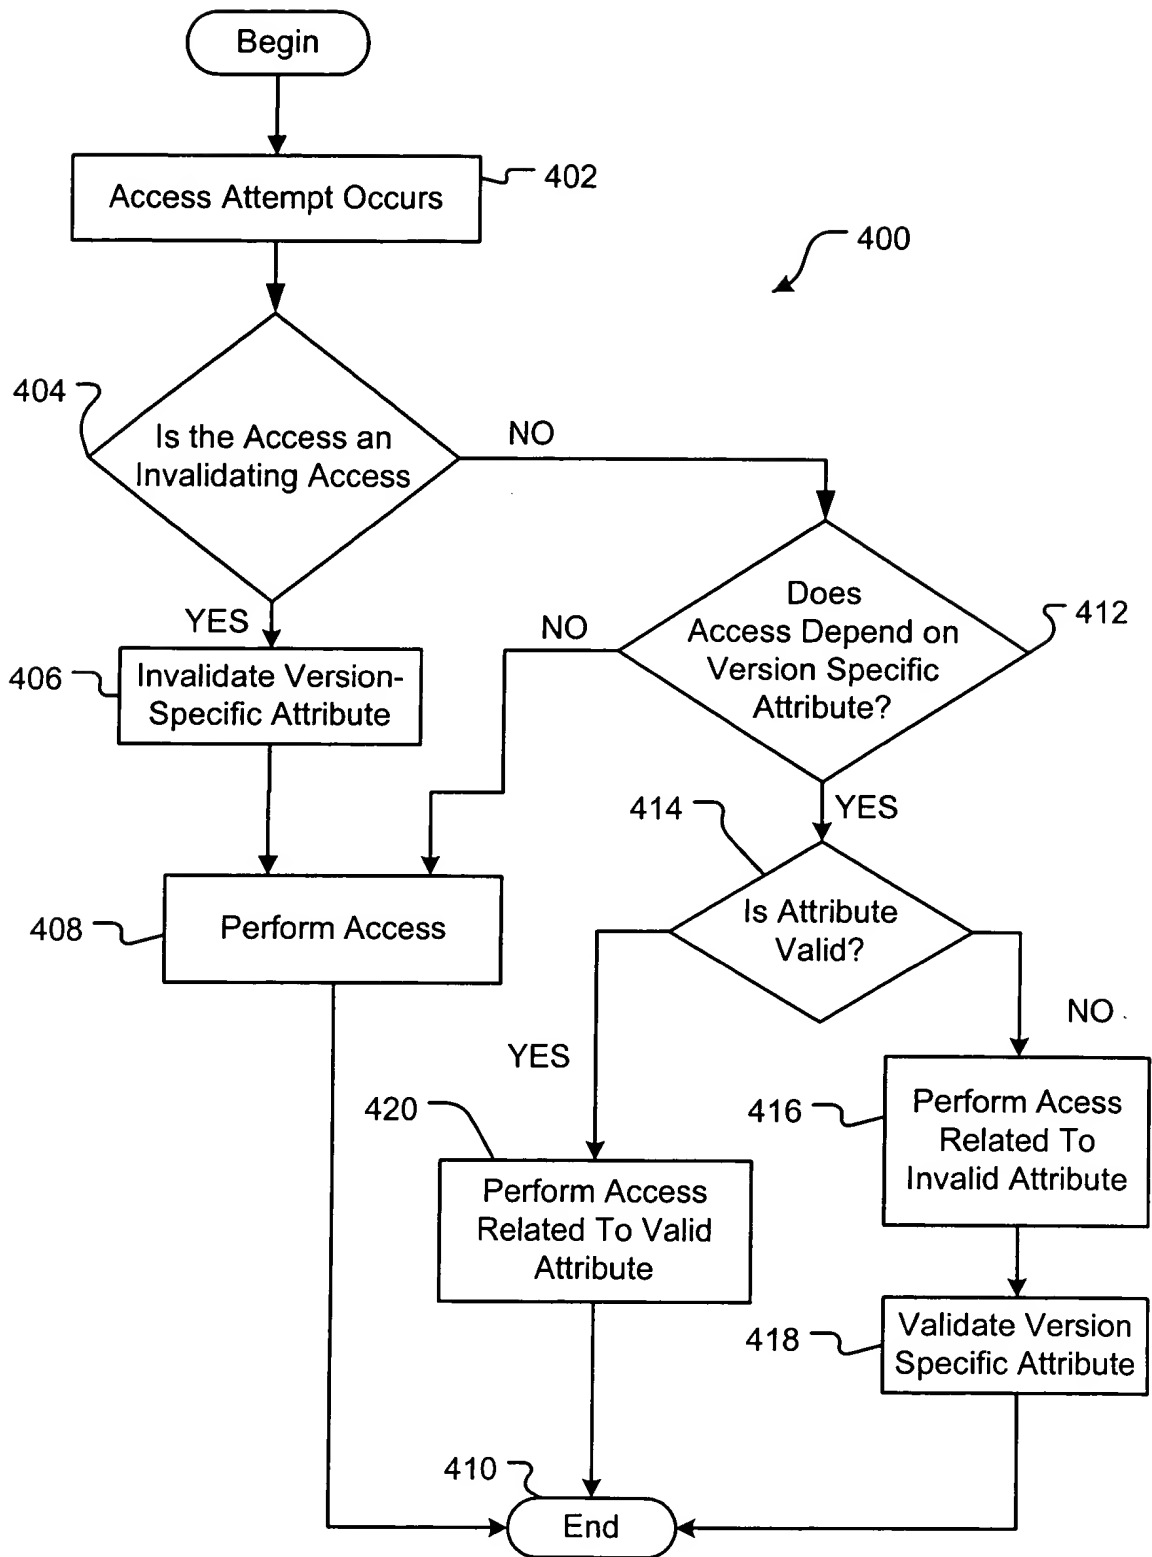 Begin
Access Attempt Occurs
402
400
404
Is the Access an
Invalidating Access
NO
YES
406
Invalidate Version-
Specific Attribute
NO
Does
Access Depend on
Version Specific
Attribute?
412
YES
414
Is Attribute
Valid?
408
Perform Access
YES
NO
420
Perform Access
Related To Valid
Attribute
416
Perform Acess
Related To
Invalid Attribute
418
Validate Version
Specific Attribute
410
End